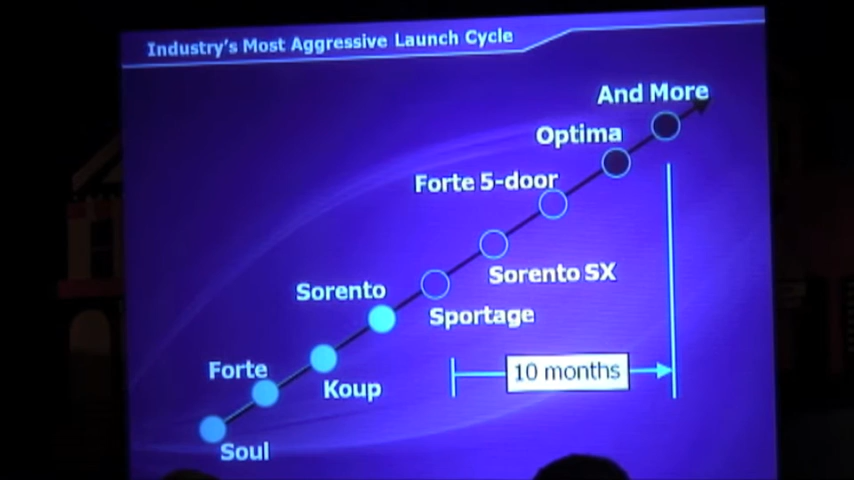 Industry's Most Aggressive Launch Cycle
And More
Optima
Forte 5-door
Sorento SX
Sorento
Sportage
Forte
10 months
Koup
Soul